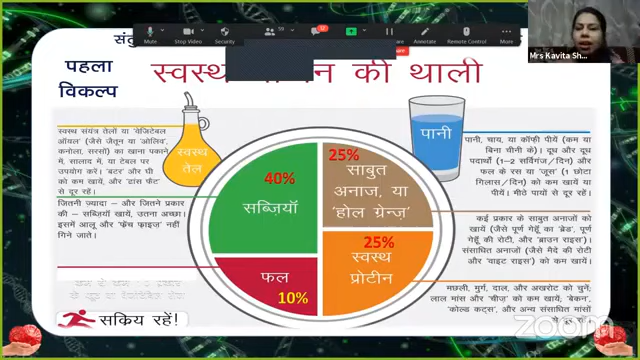 Mute
Stop Video
Security
59
Annotate
Remote Control
More
Mrs Kavita Sh...
पहला
विकल्प
की थाली
स्वस्थ संयंत्र तेलों या 'वेजिटेबल
ऑयल' (जैसे जैतून या 'ओलिव,
कनोला, सरसों) का खाना पकाने
में, सालाद में, या टेबल पर
उपयोग करें। 'बटर' और घी
को कम खायें, और 'ट्रांस फैट'
से दूर रहें।
स्वस्थ
तेल
जितनी ज़्यादा – और जितने प्रकार
की – सब्ज़ियाँ खायें, उतना अच्छा।
इसमें आलू और 'फ्रेंच फ्राइज़' नहीं
गिने जाते।
सक्रिय रहें!
40%
सब्ज़ियाँ
25%
साबुत
अनाज, या
'होल ग्रेन्ज़'
25%
स्वस्थ
प्रोटीन
फल
10%
पानी
पानी, चाय, या कॉफ़ी पीयें (कम या
बिना चीनी के)। दूध और दूध
पदार्थों (1–2 सर्विंगज/दिन) और
फल के रस या 'जूस' (1 छोटा
गिलास/दिन) को कम खायें या
पीयें। मीठे पेयों से दूर रहें।
कई प्रकार के साबुत अनाजों को
खायें (जैसे पूर्ण गेहूँ का 'ब्रेड', पूर्ण
गेहूँ की रोटी, और 'ब्राउन राइस')।
संसाधित अनाजों (जैसे मैदे की रोटी
और 'वाइट राइस') को कम खायें।
मछली, मुर्ग, दाल, और अखरोट को चुनें;
लाल मांस और 'चीज़' को कम खायें; 'बेकन',
'कोल्ड कट्स', और अन्य संसाधित मांसों
से दूर रहें।
zoom